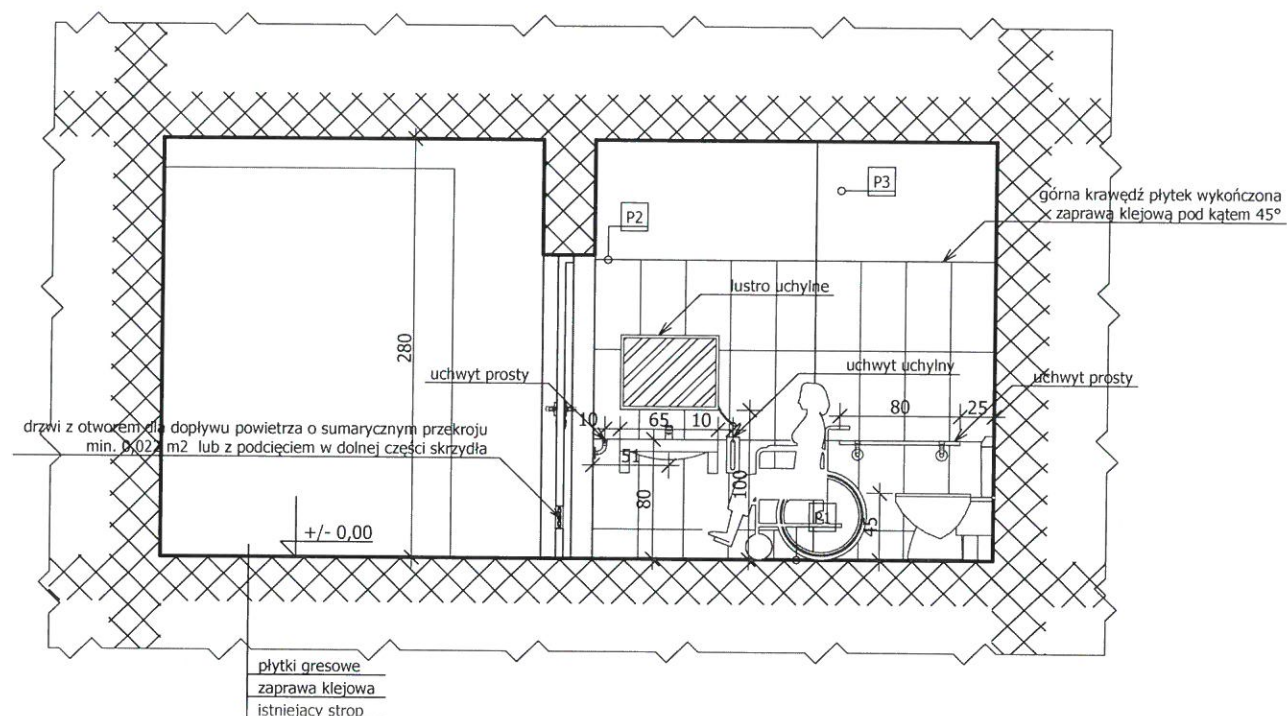 P3
górna krawędź płytek wykończona
zaprawą klejową pod kątem 45°
P2
lustro uchylne
280
uchwyt prosty
uchwyt uchylny
uchwyt prosty
10
65
10
80
25
drzwi z otworem dla dopływu powietrza o sumarycznym przekroju
min. 0,022 m2 lub z podcięciem w dolnej części skrzydła
51
80
100
45
+/- 0,00
płytki gresowe
zaprawa klejowa
istniejący strop